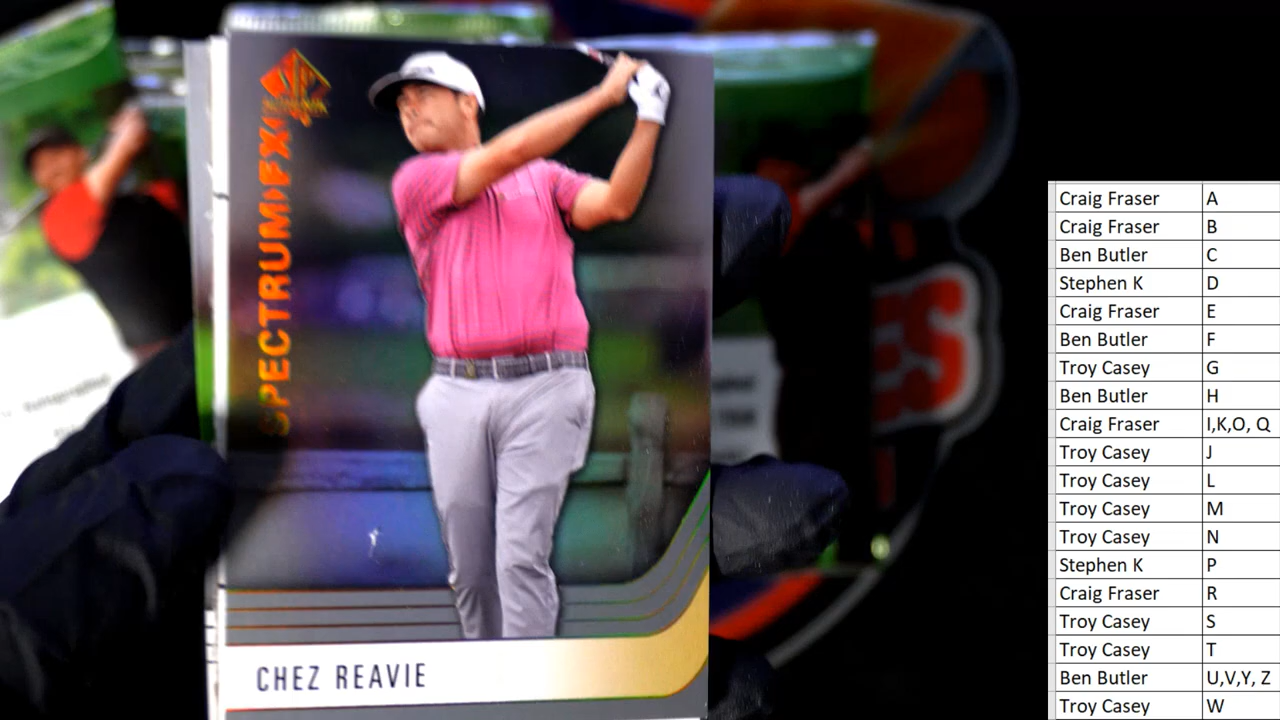 SPECTRUM FX!
CHEZ REAVIE
Craig Fraser A
Craig Fraser B
Ben Butler C
Stephen K D
Craig Fraser E
Ben Butler F
Troy Casey G
Ben Butler H
Craig Fraser I,K,O, Q
Troy Casey J
Troy Casey L
Troy Casey M
Troy Casey N
Stephen K P
Craig Fraser R
Troy Casey S
Troy Casey T
Ben Butler U,V,Y, Z
Troy Casey W